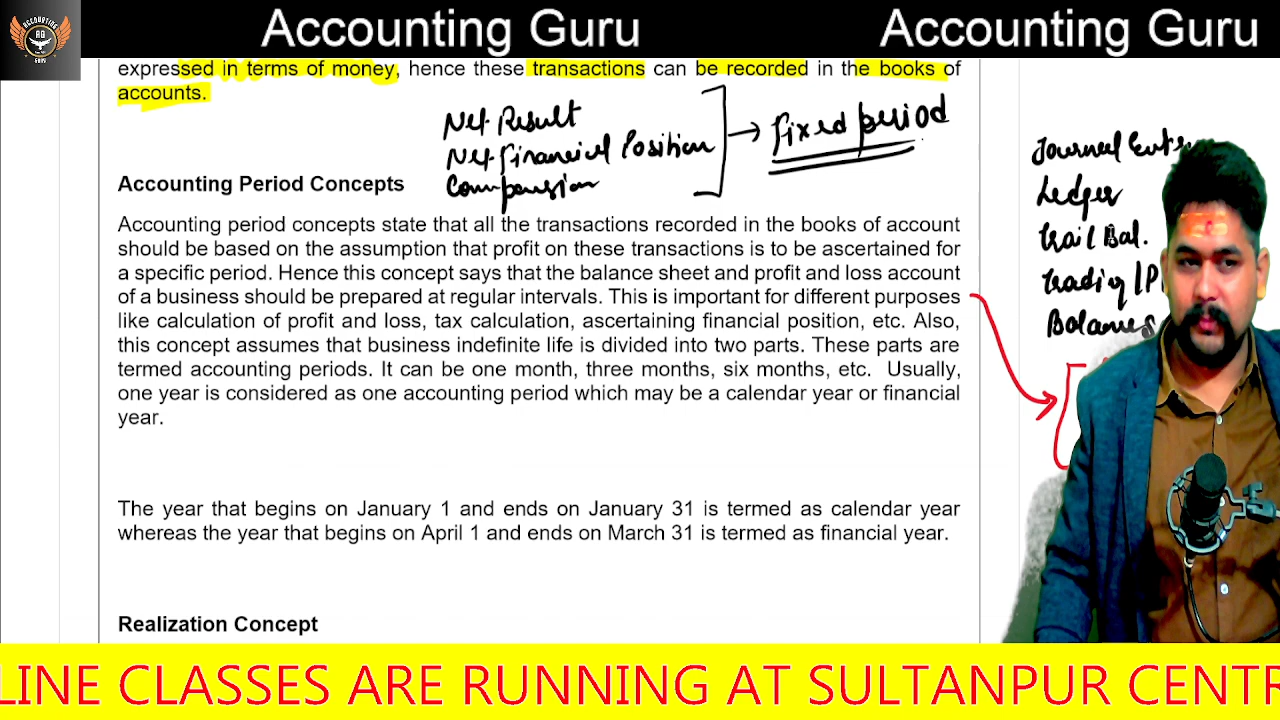 Accounting Guru
Accounting Guru
ACCOUNTING
AG
GURU
expressed in terms of money, hence these transactions can be recorded in the books of
accounts.
Net Result
Net Financial Position
→ fixed period
Accounting Period Concepts
Accounting period concepts state that all the transactions recorded in the books of account
should be based on the assumption that profit on these transactions is to be ascertained for
a specific period. Hence this concept says that the balance sheet and profit and loss account
of a business should be prepared at regular intervals. This is important for different purposes
like calculation of profit and loss, tax calculation, ascertaining financial position, etc. Also,
this concept assumes that business indefinite life is divided into two parts. These parts are
termed accounting periods. It can be one month, three months, six months, etc. Usually,
one year is considered as one accounting period which may be a calendar year or financial
year.
The year that begins on January 1 and ends on January 31 is termed as calendar year
whereas the year that begins on April 1 and ends on March 31 is termed as financial year.
Realization Concept
Journal
Ledger
Trail Bal.
Trading /P
LINE CLASSES ARE RUNNING AT SULTANPUR CENTR